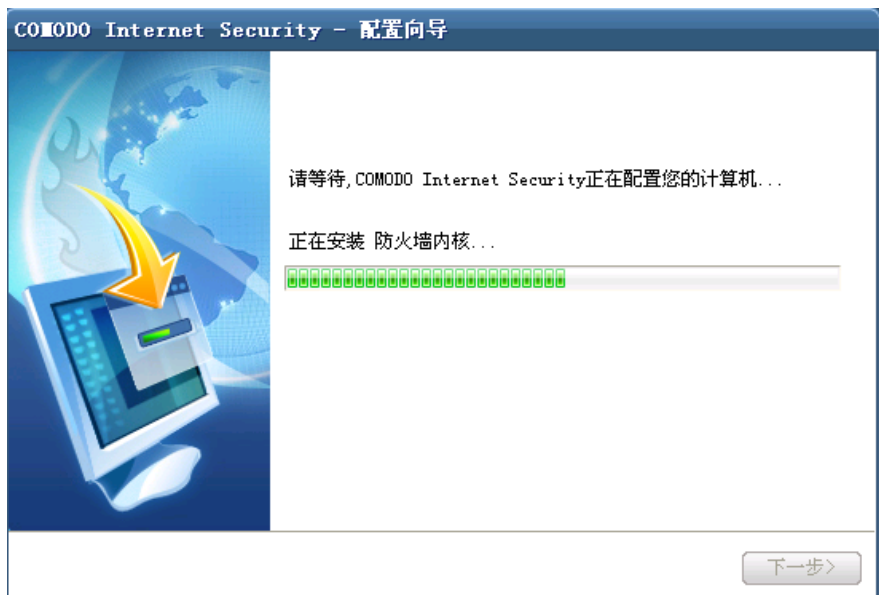 COMODO Internet Security - 配置向导
请等待,COMODO Internet Security正在配置您的计算机...
正在安装 防火墙内核...
下一步>